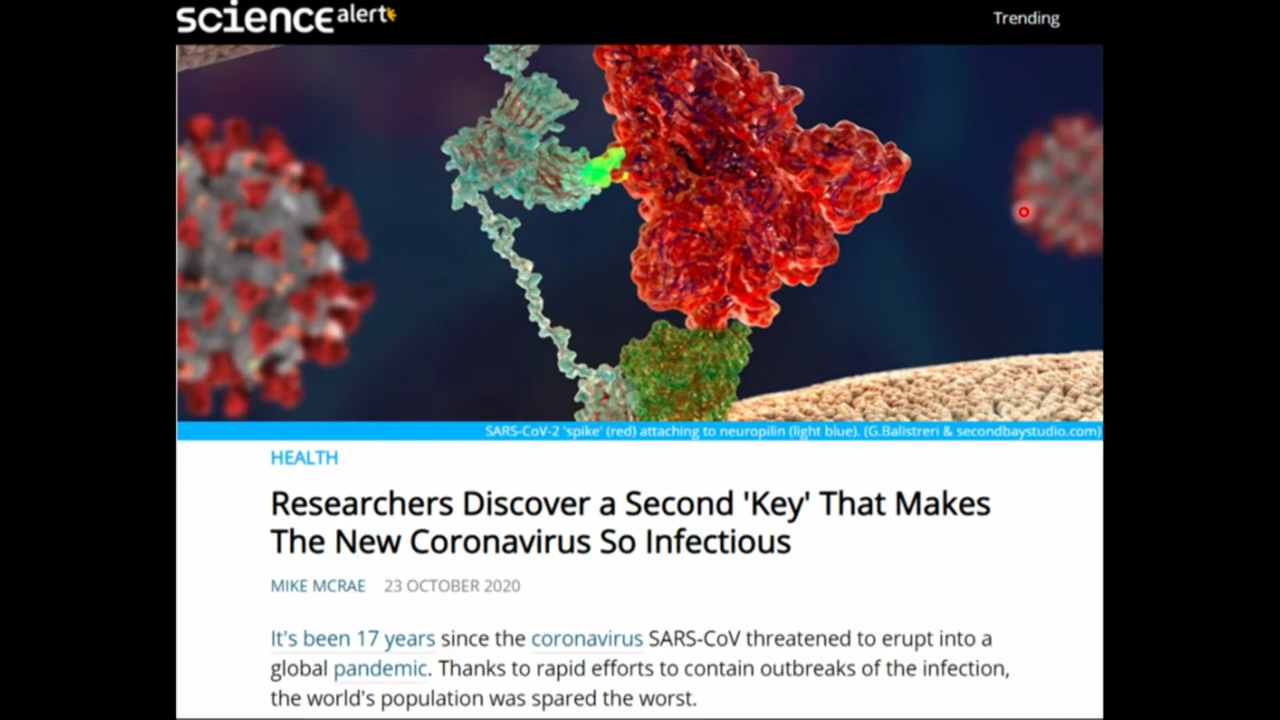 science alert
Trending
SARS-CoV-2 'spike' (red) attaching to neuropilin (light blue). (G.Balistreri & secondbaystudio.com)
HEALTH
Researchers Discover a Second 'Key' That Makes
The New Coronavirus So Infectious
MIKE MCRAE 23 OCTOBER 2020
It's been 17 years since the coronavirus SARS-CoV threatened to erupt into a
global pandemic. Thanks to rapid efforts to contain outbreaks of the infection,
the world's population was spared the worst.